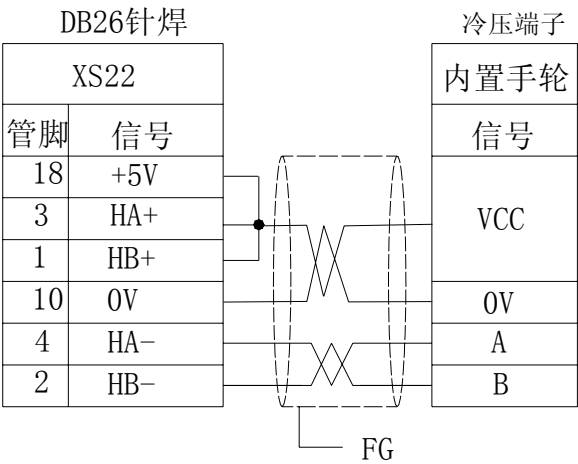 DB26针焊
冷压端子
XS22
内置手轮
管脚 信号
信号
18 +5V
3 HA+
VCC
1 HB+
10 0V
0V
4 HA-
A
2 HB-
B
FG